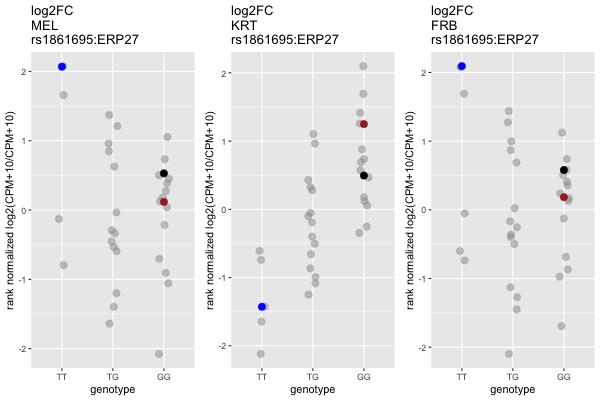 log2FC
MEL
rs1861695:ERP27
rank normalized log2(CPM+10/CPM+10)
2
1
0
-1
-2
TT
TG
GG
genotype
log2FC
KRT
rs1861695:ERP27
rank normalized log2(CPM+10/CPM+10)
2
1
0
-1
-2
TT
TG
GG
genotype
log2FC
FRB
rs1861695:ERP27
rank normalized log2(CPM+10/CPM+10)
2
1
0
-1
-2
TT
TG
GG
genotype